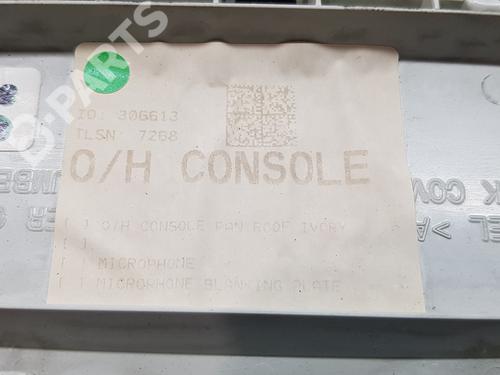 B-PARTS
ID: 306613
TLSN: 7268
O/H CONSOLE
[ ] O/H CONSOLE PAN ROOF IVORY
[ ]
[ ] MICROPHONE
[ ] MICROPHONE BLANKING PLATE